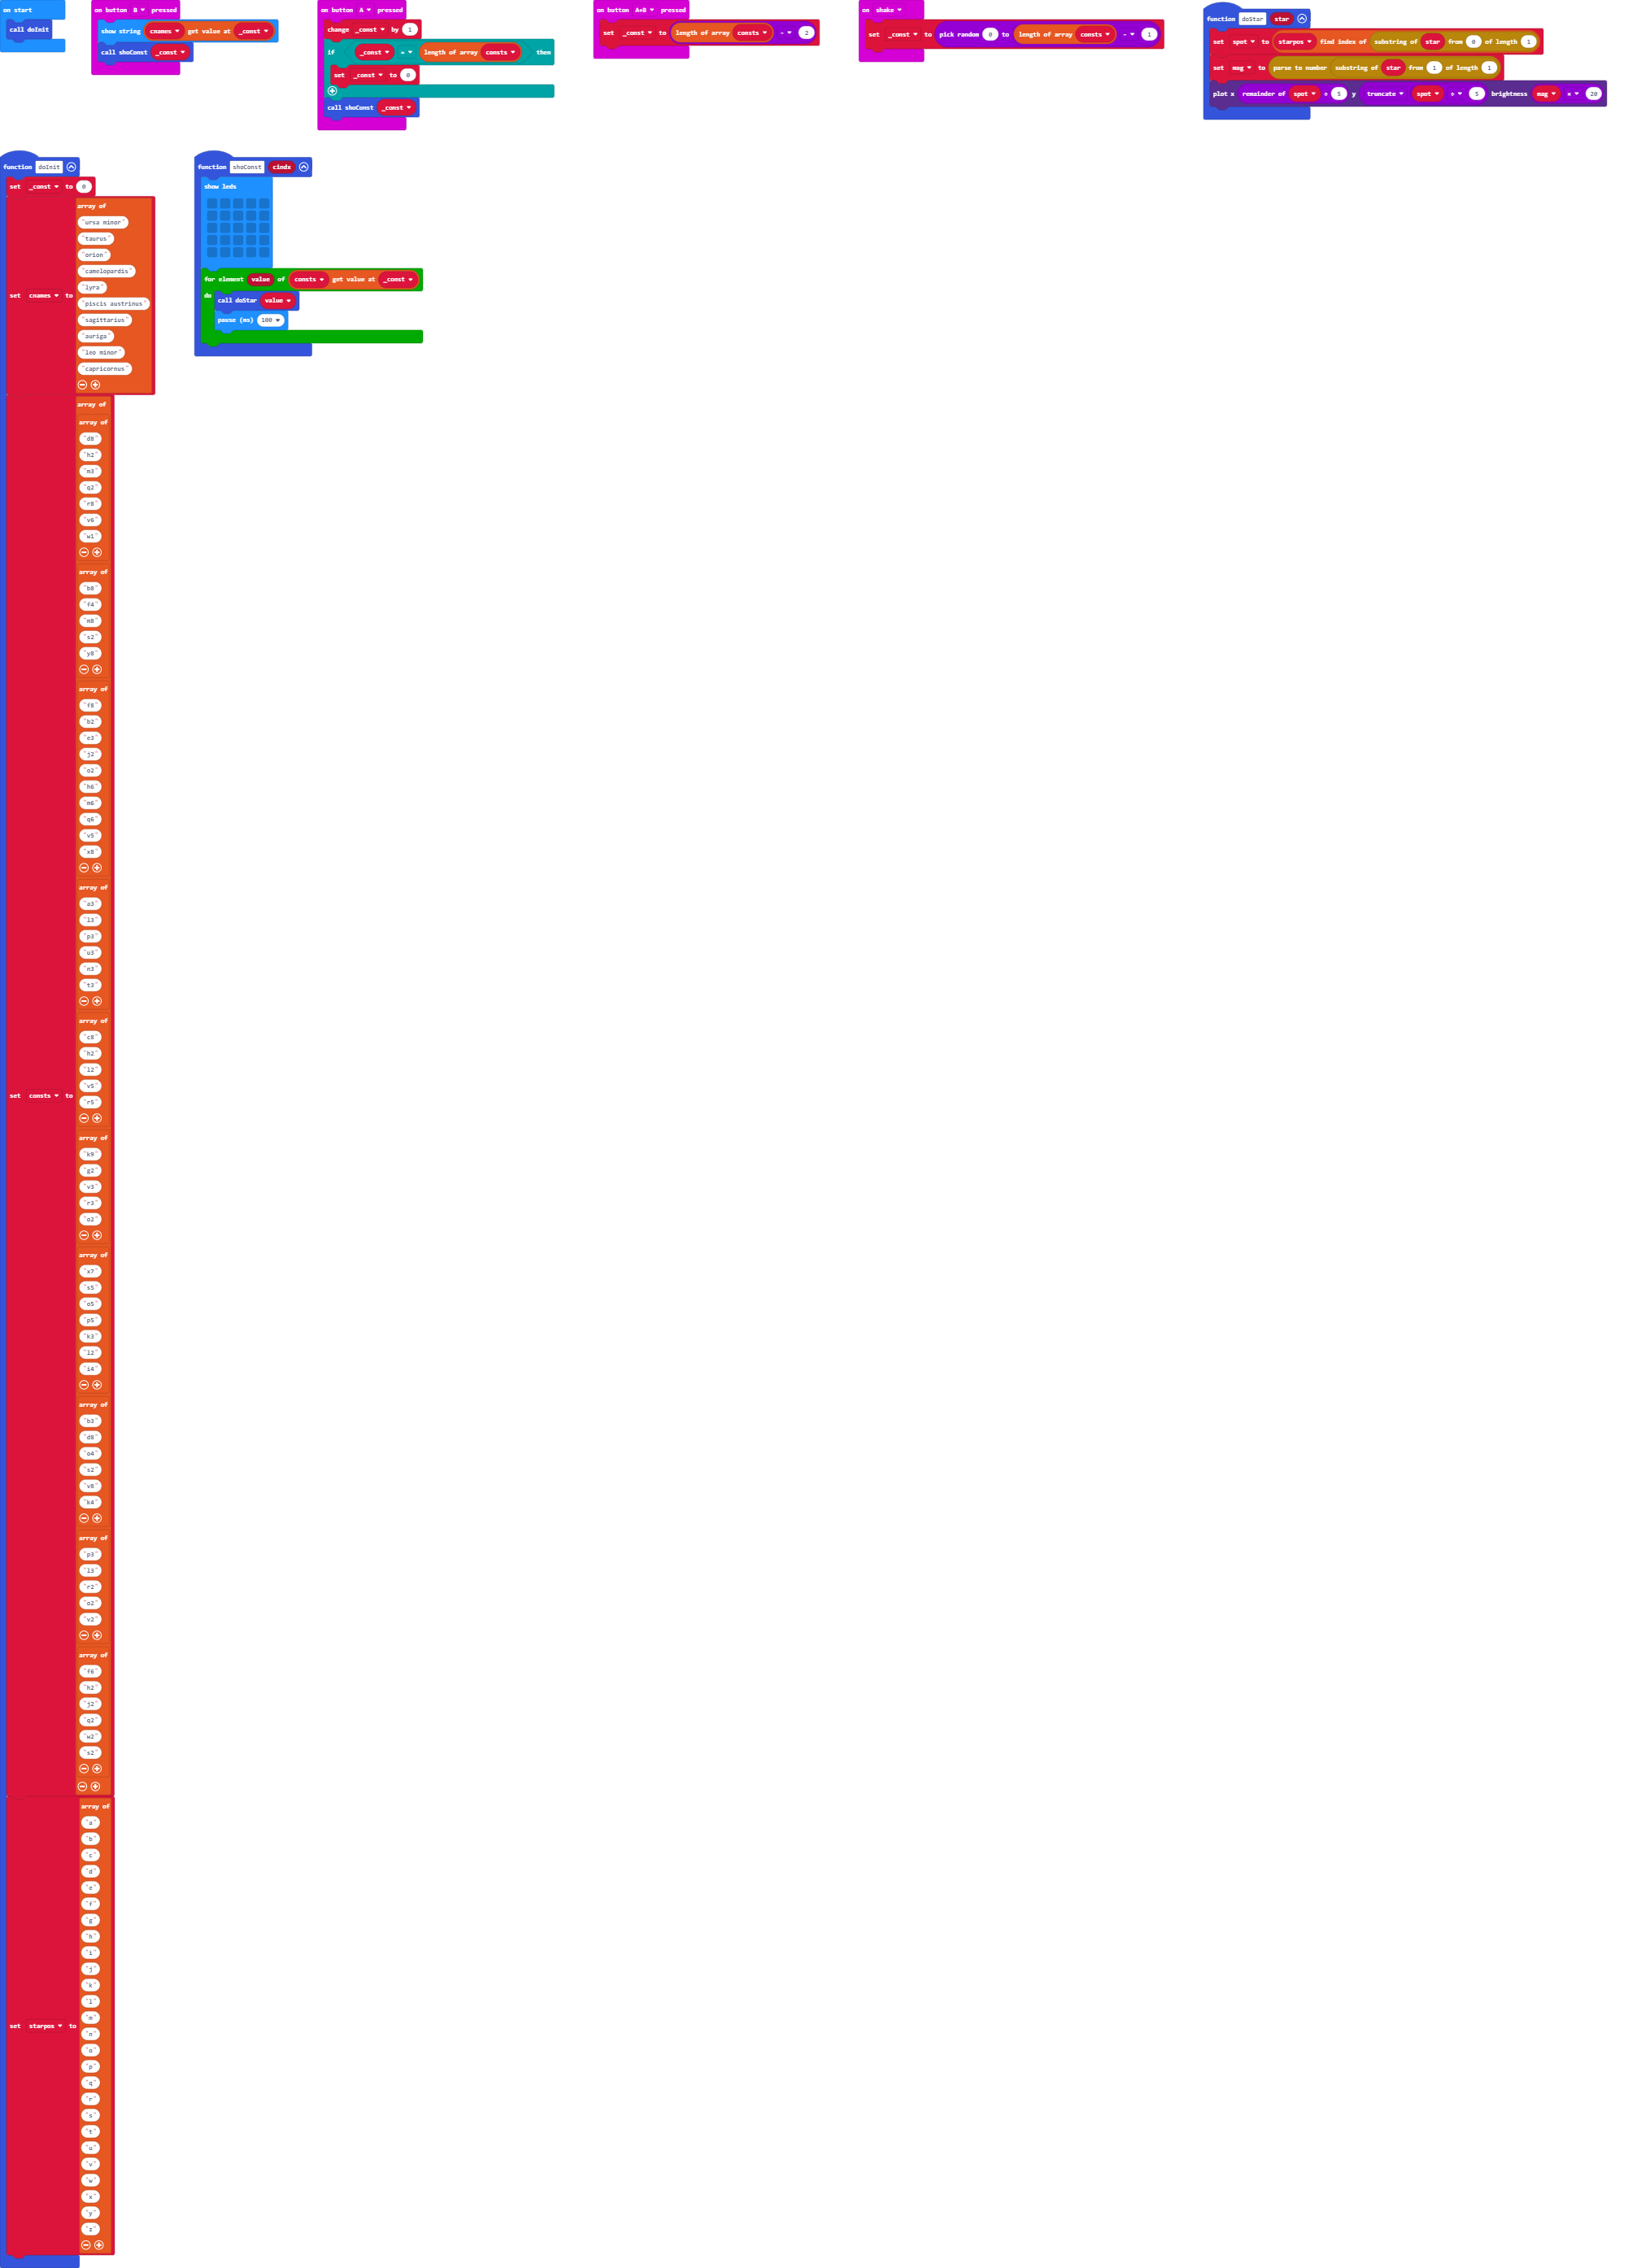 on start
call doInit
on button B pressed
show string cnames get value at _const
call shoConst _const
on button A pressed
change _const by 1
if _const = length of array consts then
set _const to 0
call shoConst _const
on button A+B pressed
set _const to length of array consts - 2
on shake
set _const to pick random 0 to length of array consts - 1
function doStar star
set spot to starpos find index of substring of star from 0 of length 1
set mag to parse to number substring of star from 1 of length 1
plot x remainder of spot ÷ 5 y truncate spot ÷ 5 brightness mag × 28
function doInit
set _const to 0
set cnames to
array of
"ursa minor"
"taurus"
"orion"
"camelopardis"
"lyra"
"piscis austrinus"
"sagittarius"
"auriga"
"leo minor"
"capricornus"
set consts to
array of
array of
"d8"
"h2"
"m3"
"q2"
"r8"
"v6"
"w1"
array of
"b8"
"f4"
"m8"
"s2"
"y8"
array of
"f8"
"b2"
"e3"
"j2"
"o2"
"h6"
"m6"
"q6"
"v5"
"x8"
array of
"a3"
"l3"
"p3"
"u3"
"n3"
"t3"
array of
"c8"
"h2"
"l2"
"v5"
"r5"
array of
"k9"
"g2"
"v3"
"r3"
"o2"
array of
"x7"
"s5"
"o5"
"p5"
"k3"
"l2"
"i4"
array of
"b3"
"d8"
"o4"
"s2"
"v8"
"k4"
array of
"p3"
"l3"
"r2"
"o2"
"v2"
array of
"f6"
"h2"
"j2"
"q2"
"w2"
"s2"
set starpos to
array of
"a"
"b"
"c"
"d"
"e"
"f"
"g"
"h"
"i"
"j"
"k"
"l"
"m"
"n"
"o"
"p"
"q"
"r"
"s"
"t"
"u"
"v"
"w"
"x"
"y"
"z"
function shoConst cindx
show leds
for element value of consts get value at _const
do
call doStar value
pause (ms) 100